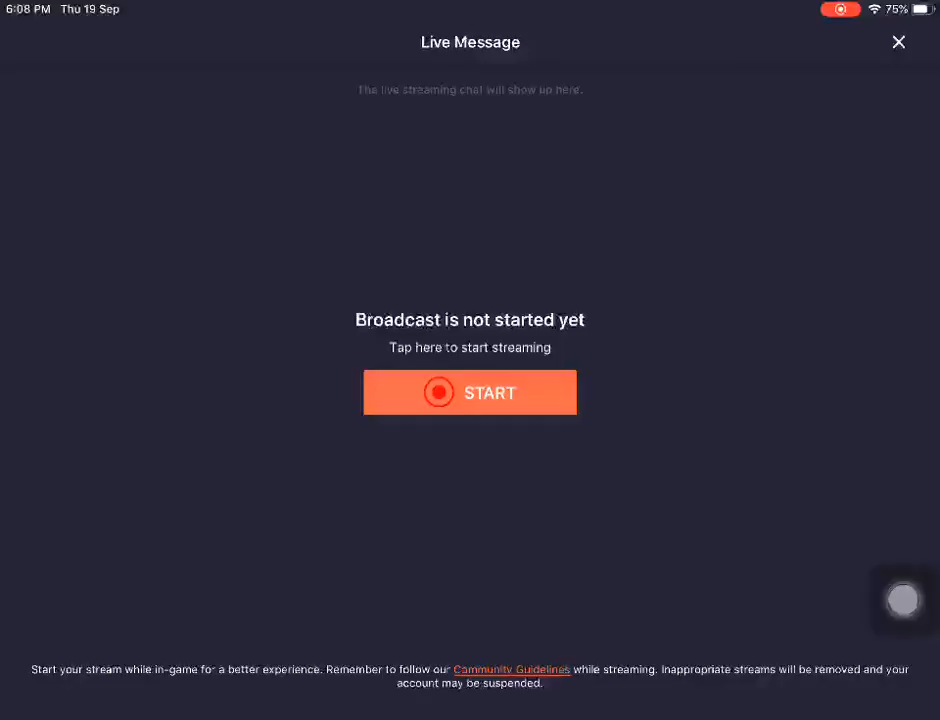 6:08 PM Thu 19 Sep 75%
Live Message
The live streaming chat will show up here.
Broadcast is not started yet
Tap here to start streaming
START
Start your stream while in-game for a better experience. Remember to follow our Community Guidelines while streaming. Inappropriate streams will be removed and your
account may be suspended.